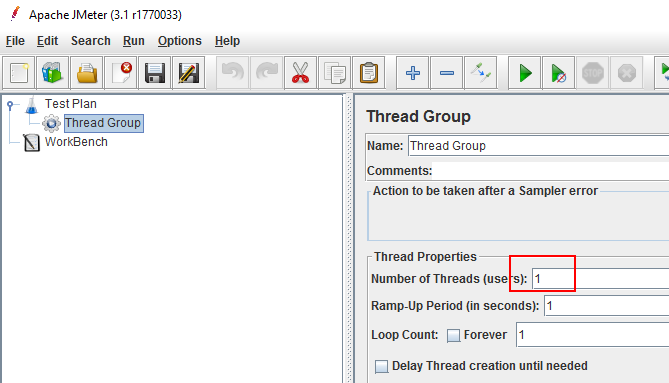 Apache JMeter (3.1 r1770033)
File Edit Search Run Options Help
STOP
Test Plan
Thread Group
WorkBench
Thread Group
Name: Thread Group
Comments:
Action to be taken after a Sampler error
Thread Properties
Number of Threads (users): 1
Ramp-Up Period (in seconds): 1
Loop Count: Forever 1
Delay Thread creation until needed